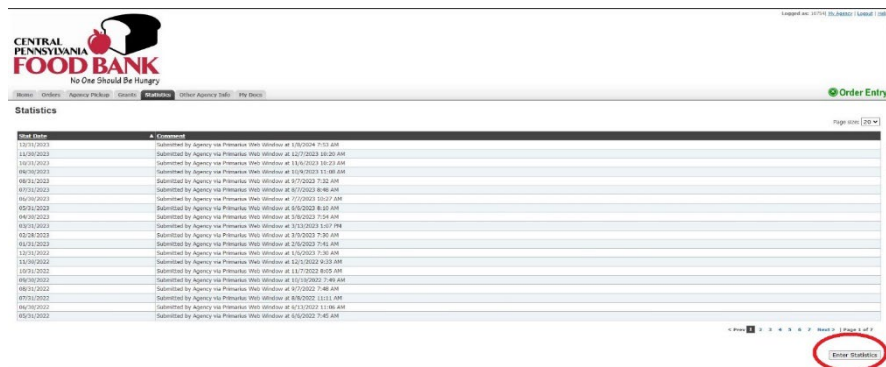 Logged as: 10754| My Agency | Logout | Help
CENTRAL
PENNSYLVANIA
FOOD BANK
No One Should Be Hungry
Home Orders Agency Pickup Grants Statistics Other Agency Info My Docs
Order Entry
Statistics
Page size: 20
Stat Date ▲ Comment
12/31/2023 Submitted by Agency via Primarius Web Window at 1/8/2024 7:53 AM
11/30/2023 Submitted by Agency via Primarius Web Window at 12/7/2023 10:20 AM
10/31/2023 Submitted by Agency via Primarius Web Window at 11/6/2023 10:23 AM
09/30/2023 Submitted by Agency via Primarius Web Window at 10/9/2023 11:08 AM
08/31/2023 Submitted by Agency via Primarius Web Window at 9/7/2023 7:32 AM
07/31/2023 Submitted by Agency via Primarius Web Window at 8/7/2023 8:46 AM
06/30/2023 Submitted by Agency via Primarius Web Window at 7/7/2023 10:27 AM
05/31/2023 Submitted by Agency via Primarius Web Window at 6/6/2023 8:10 AM
04/30/2023 Submitted by Agency via Primarius Web Window at 5/8/2023 7:54 AM
03/31/2023 Submitted by Agency via Primarius Web Window at 3/13/2023 1:07 PM
02/28/2023 Submitted by Agency via Primarius Web Window at 3/9/2023 7:30 AM
01/31/2023 Submitted by Agency via Primarius Web Window at 2/6/2023 7:41 AM
12/31/2022 Submitted by Agency via Primarius Web Window at 1/6/2023 7:30 AM
11/30/2022 Submitted by Agency via Primarius Web Window at 12/1/2022 9:33 AM
10/31/2022 Submitted by Agency via Primarius Web Window at 11/7/2022 8:05 AM
09/30/2022 Submitted by Agency via Primarius Web Window at 10/10/2022 7:49 AM
08/31/2022 Submitted by Agency via Primarius Web Window at 9/7/2022 7:48 AM
07/31/2022 Submitted by Agency via Primarius Web Window at 8/8/2022 11:11 AM
06/30/2022 Submitted by Agency via Primarius Web Window at 6/13/2022 11:06 AM
05/31/2022 Submitted by Agency via Primarius Web Window at 6/6/2022 7:45 AM
< Prev 1 2 3 4 5 6 7 Next > | Page 1 of 7
Enter Statistics